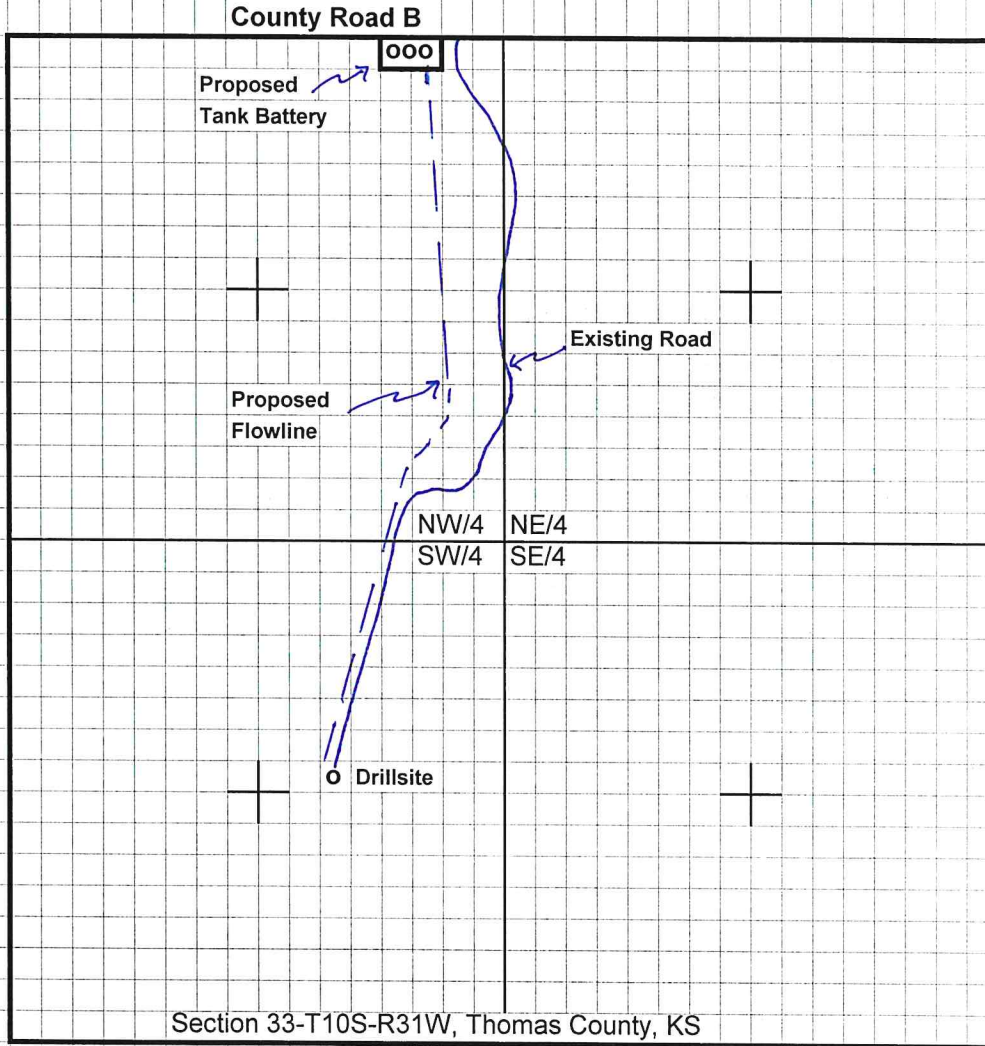 County Road B
ooo
Proposed
Tank Battery
Existing Road
Proposed
Flowline
NW/4 NE/4
SW/4 SE/4
o Drillsite
Section 33-T10S-R31W, Thomas County, KS